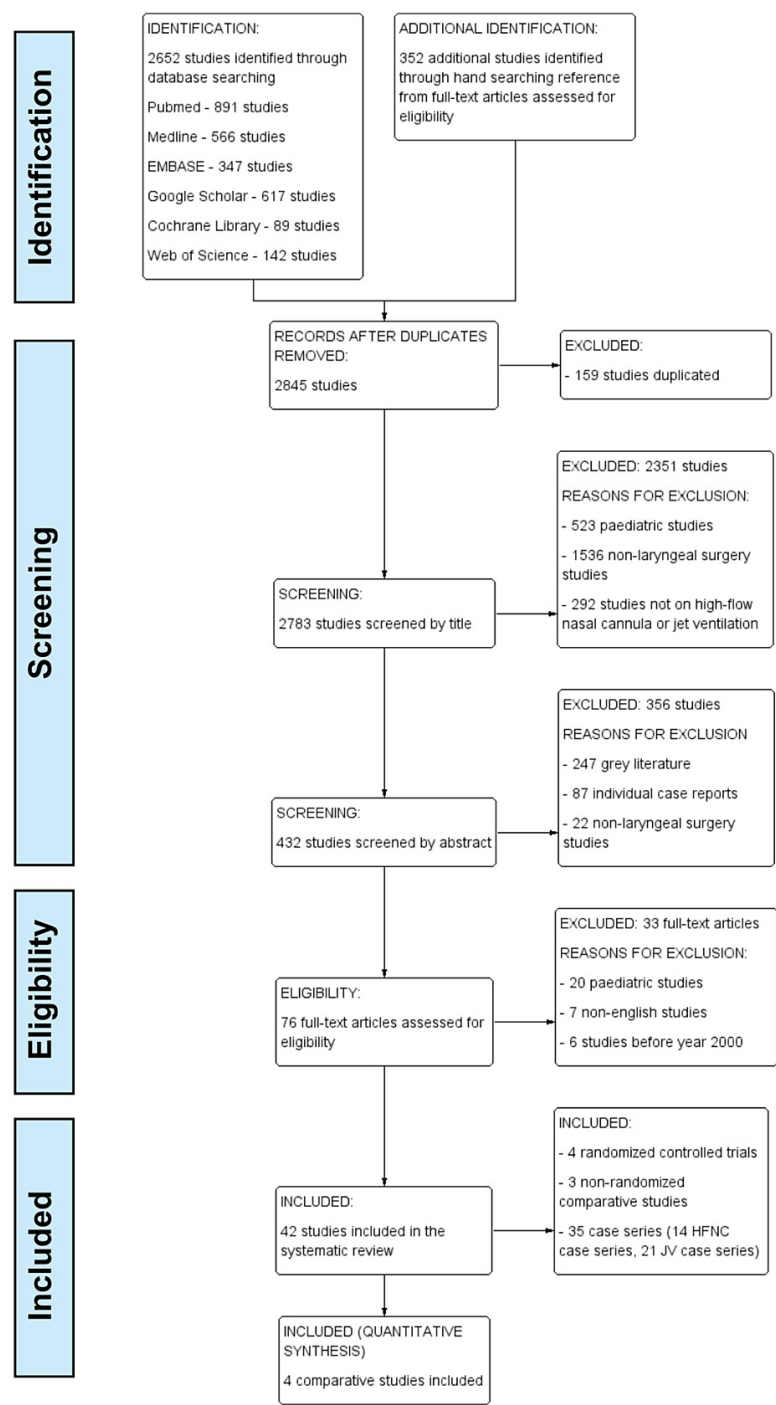 Identification
IDENTIFICATION:
2652 studies identified through
database searching
Pubmed - 891 studies
Medline - 566 studies
EMBASE - 347 studies
Google Scholar - 617 studies
Cochrane Library - 89 studies
Web of Science - 142 studies
ADDITIONAL IDENTIFICATION:
352 additional studies identified
through hand searching reference
from full-text articles assessed for
eligibility
Screening
RECORDS AFTER DUPLICATES
REMOVED:
2845 studies
EXCLUDED:
- 159 studies duplicated
SCREENING:
2783 studies screened by title
EXCLUDED: 2351 studies
REASONS FOR EXCLUSION:
- 523 paediatric studies
- 1536 non-laryngeal surgery
studies
- 292 studies not on high-flow
nasal cannula or jet ventilation
SCREENING:
432 studies screened by abstract
EXCLUDED: 356 studies
REASONS FOR EXCLUSION
- 247 grey literature
- 87 individual case reports
- 22 non-laryngeal surgery
studies
Eligibility
ELIGIBILITY:
76 full-text articles assessed for
eligibility
EXCLUDED: 33 full-text articles
REASONS FOR EXCLUSION:
- 20 paediatric studies
- 7 non-english studies
- 6 studies before year 2000
Included
INCLUDED:
42 studies included in the
systematic review
INCLUDED:
- 4 randomized controlled trials
- 3 non-randomized
comparative studies
- 35 case series (14 HFNC
case series, 21 JV case series)
INCLUDED (QUANTITATIVE
SYNTHESIS)
4 comparative studies included